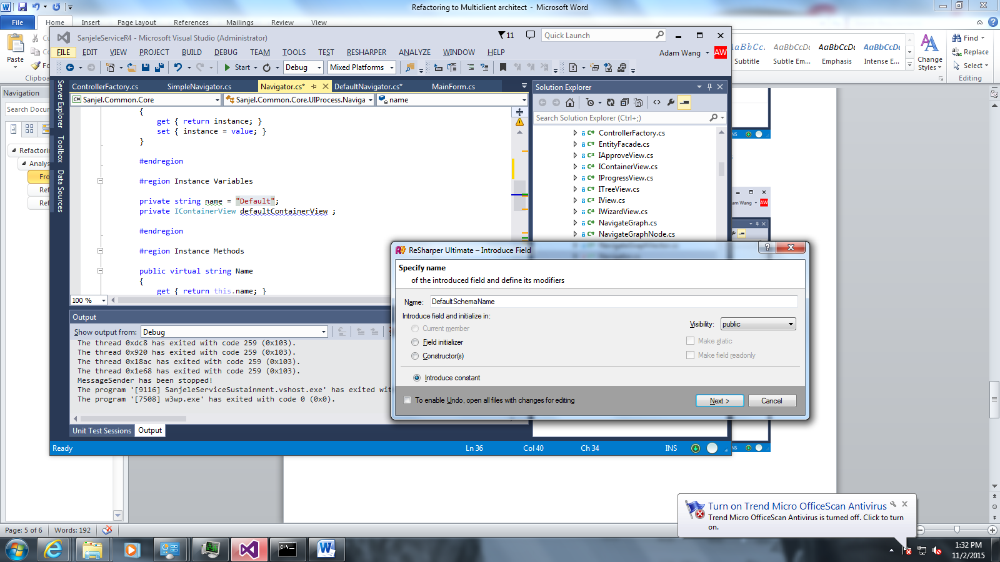 Refactoring to Multiclient architect - Microsoft Word
File Home Insert Page Layout References Mailings Review View
SanjeleServiceR4 - Microsoft Visual Studio (Administrator)
11
Quick Launch (Ctrl+Q)
FILE EDIT VIEW PROJECT BUILD DEBUG TEAM TOOLS TEST RESHARPER ANALYZE WINDOW HELP
Adam Wang AW
Start Debug Mixed Platforms
Paste
Clipboa
Subtitle Subtle Em... Emphasis Intense E...
Change Styles
Find
Replace
Select
Editing
Navigation
Search Docum
Refactorin
Analys
Fro
Ref
Ref
Server Explorer
Toolbox
Data Sources
ControllerFactory.cs SimpleNavigator.cs Navigator.cs* DefaultNavigator.cs* MainForm.cs
Sanjel.Common.Core Sanjel.Common.Core.UIProcess.Naviga name
{
get { return instance; }
set { instance = value; }
}
#endregion
#region Instance Variables
private string name = "Default";
private IContainerView defaultContainerView ;
#endregion
#region Instance Methods
public virtual string Name
{
get { return this.name; }
100 %
Solution Explorer
Search Solution Explorer (Ctrl+;)
ControllerFactory.cs
EntityFacade.cs
IApproveView.cs
IContainerView.cs
IProgressView.cs
ITreeView.cs
IView.cs
IWizardView.cs
NavigateGraph.cs
NavigateGraphNode.cs
ReSharper Ultimate – Introduce Field
Specify name
of the introduced field and define its modifiers
Name: DefaultSchemaName
Introduce field and initialize in:
Current member
Field initializer
Constructor(s)
Visibility: public
Make static
Make field readonly
Introduce constant
To enable Undo, open all files with changes for editing
Next > Cancel
Output
Show output from: Debug
The thread 0xdc8 has exited with code 259 (0x103).
The thread 0x920 has exited with code 259 (0x103).
The thread 0x18ac has exited with code 259 (0x103).
The thread 0x1e68 has exited with code 259 (0x103).
MessageSender has been stopped!
The program '[9116] SanjeleServiceSustainment.vshost.exe' has exited wit
The program '[7508] w3wp.exe' has exited with code 0 (0x0).
Unit Test Sessions Output
Ready Ln 36 Col 40 Ch 34 INS
Turn on Trend Micro OfficeScan Antivirus
Trend Micro OfficeScan Antivirus is turned off. Click to turn
on.
Page: 5 of 6 Words: 192
1:32 PM
11/2/2015